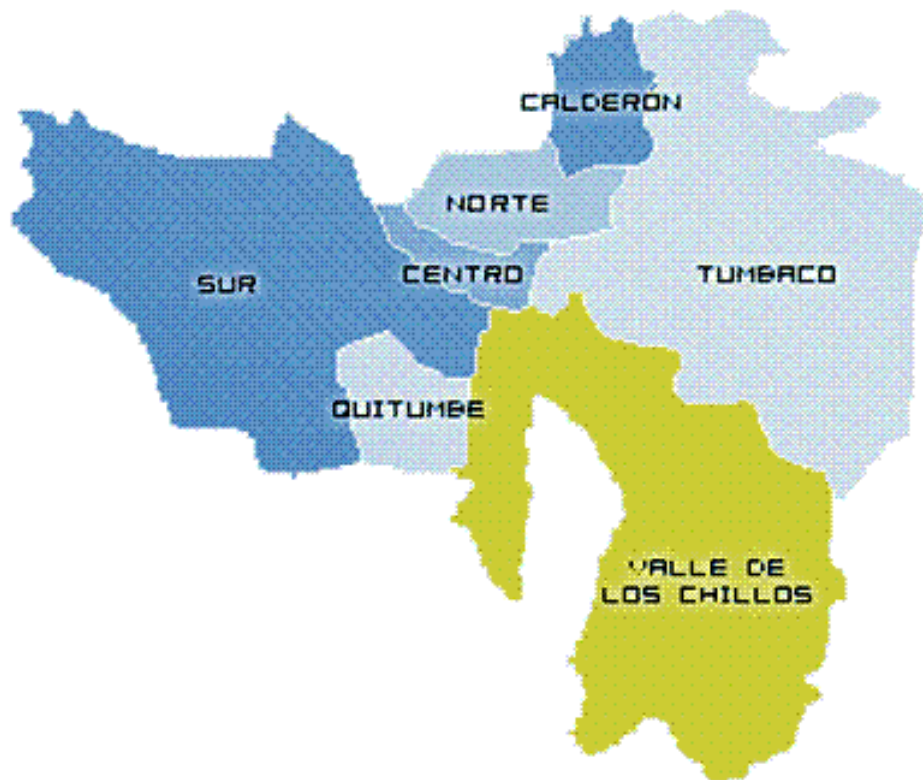 CALDERON
NORTE
CENTRO
SUR
TUMBACO
QUITUMBE
VALLE DE
LOS CHILLOS